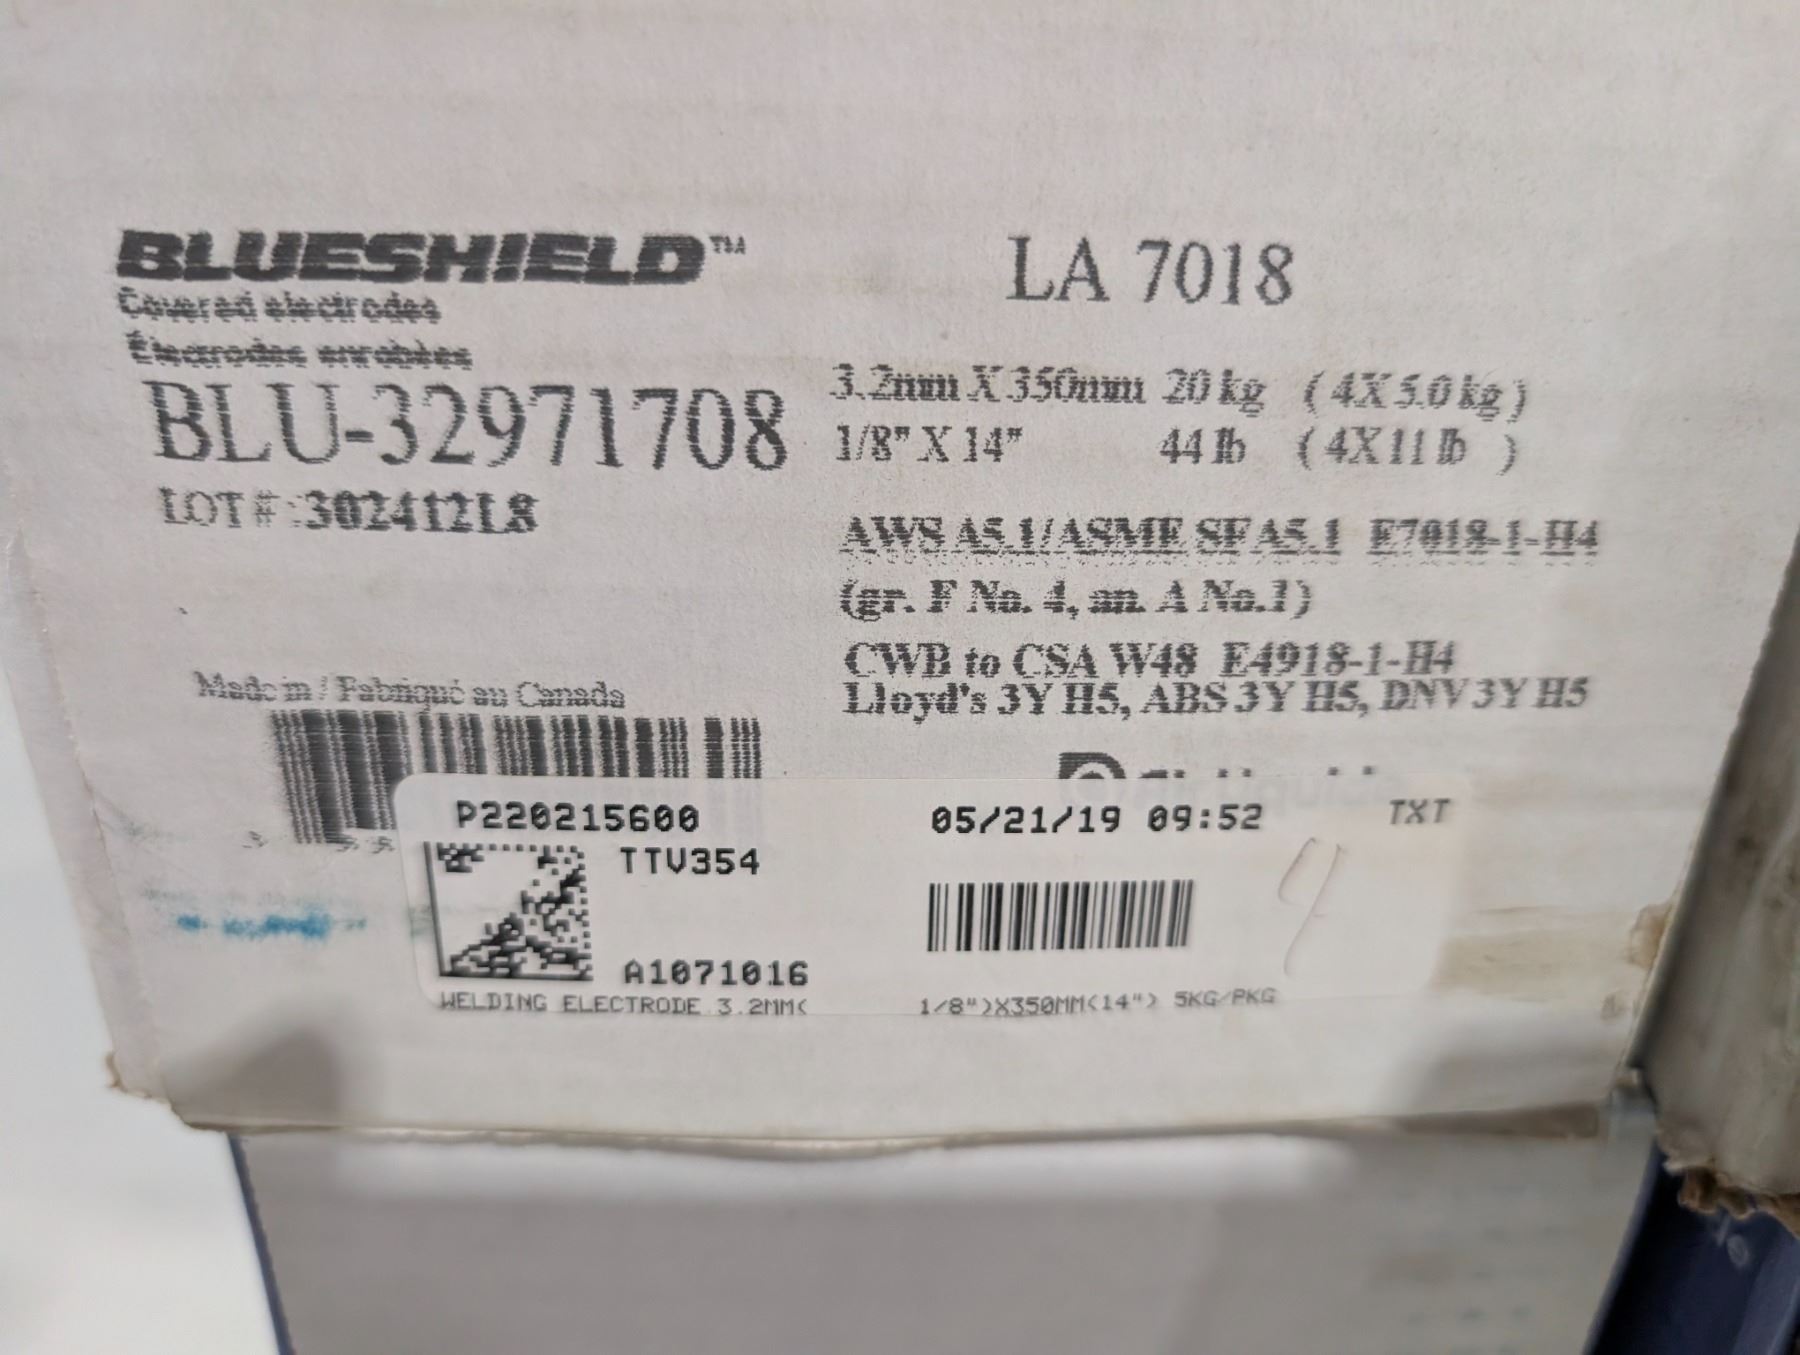 BLUESHIELD™
Covered electrodes
Électrodes enrobées
BLU-32971708
LOT# :302412L8
LA 7018
3.2mm X 350mm 20 kg (4X 5.0 kg)
1/8" X 14" 44 lb (4X11 lb )
AWS A5.1/ASME SFA5.1 E7018-1-H4
(gr. F No. 4, an. A No.1)
CWB to CSA W48 E4918-1-H4
Lloyd's 3Y H5, ABS 3Y H5, DNV 3Y H5
Made in / Fabriqué au Canada
P220215600 05/21/19 09:52 TXT
TTV354
4
A1071016
WELDING ELECTRODE 3.2MM( 1/8")X350MM(14") 5KG/PKG